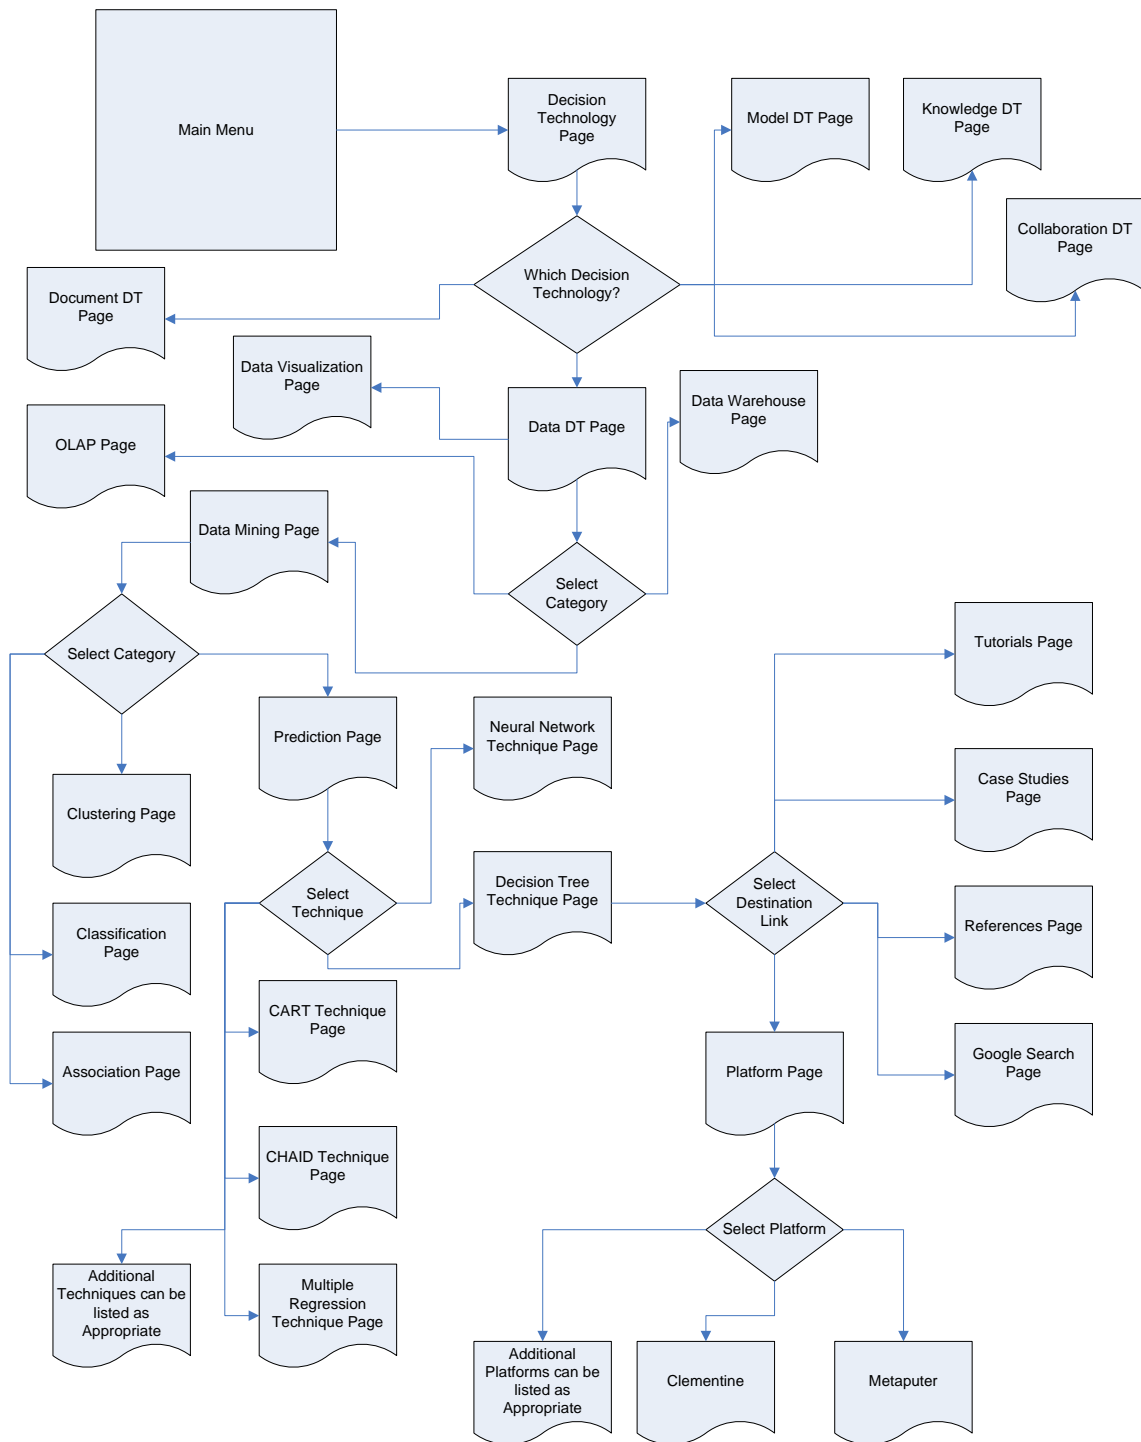 Main Menu
Decision
Technology
Page
Model DT Page
Knowledge DT
Page
Collaboration DT
Page
Which Decision
Technology?
Document DT
Page
Data Visualization
Page
Data DT Page
Data Warehouse
Page
OLAP Page
Data Mining Page
Select
Category
Select Category
Tutorials Page
Prediction Page
Neural Network
Technique Page
Case Studies
Page
Clustering Page
Select
Technique
Decision Tree
Technique Page
Select
Destination
Link
Classification
Page
References Page
CART Technique
Page
Association Page
Platform Page
Google Search
Page
CHAID Technique
Page
Select Platform
Additional
Techniques can be
listed as
Appropriate
Multiple
Regression
Technique Page
Additional
Platforms can be
listed as
Appropriate
Clementine
Metaputer